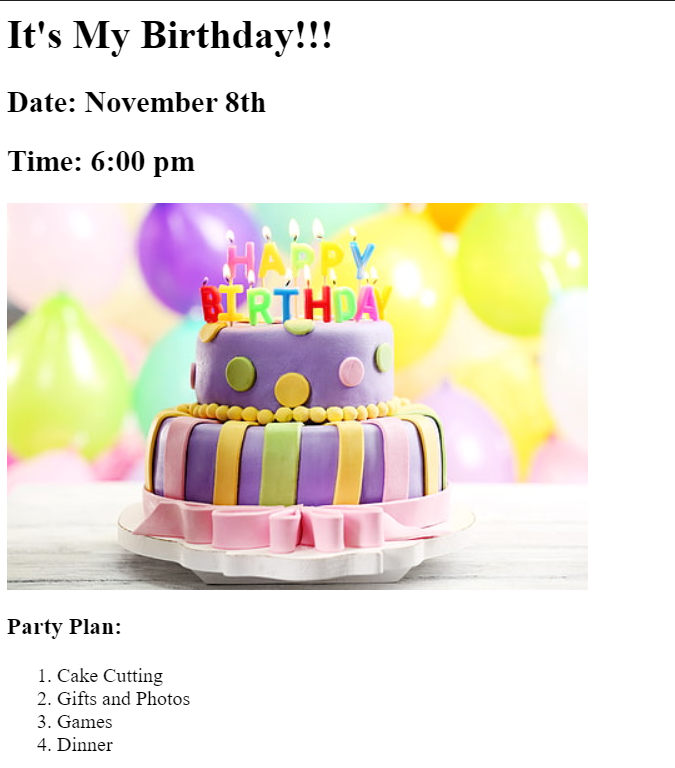 It's My Birthday!!!
Date: November 8th
Time: 6:00 pm
HAPPY
BIRTHDAY
Party Plan:
1. Cake Cutting
2. Gifts and Photos
3. Games
4. Dinner